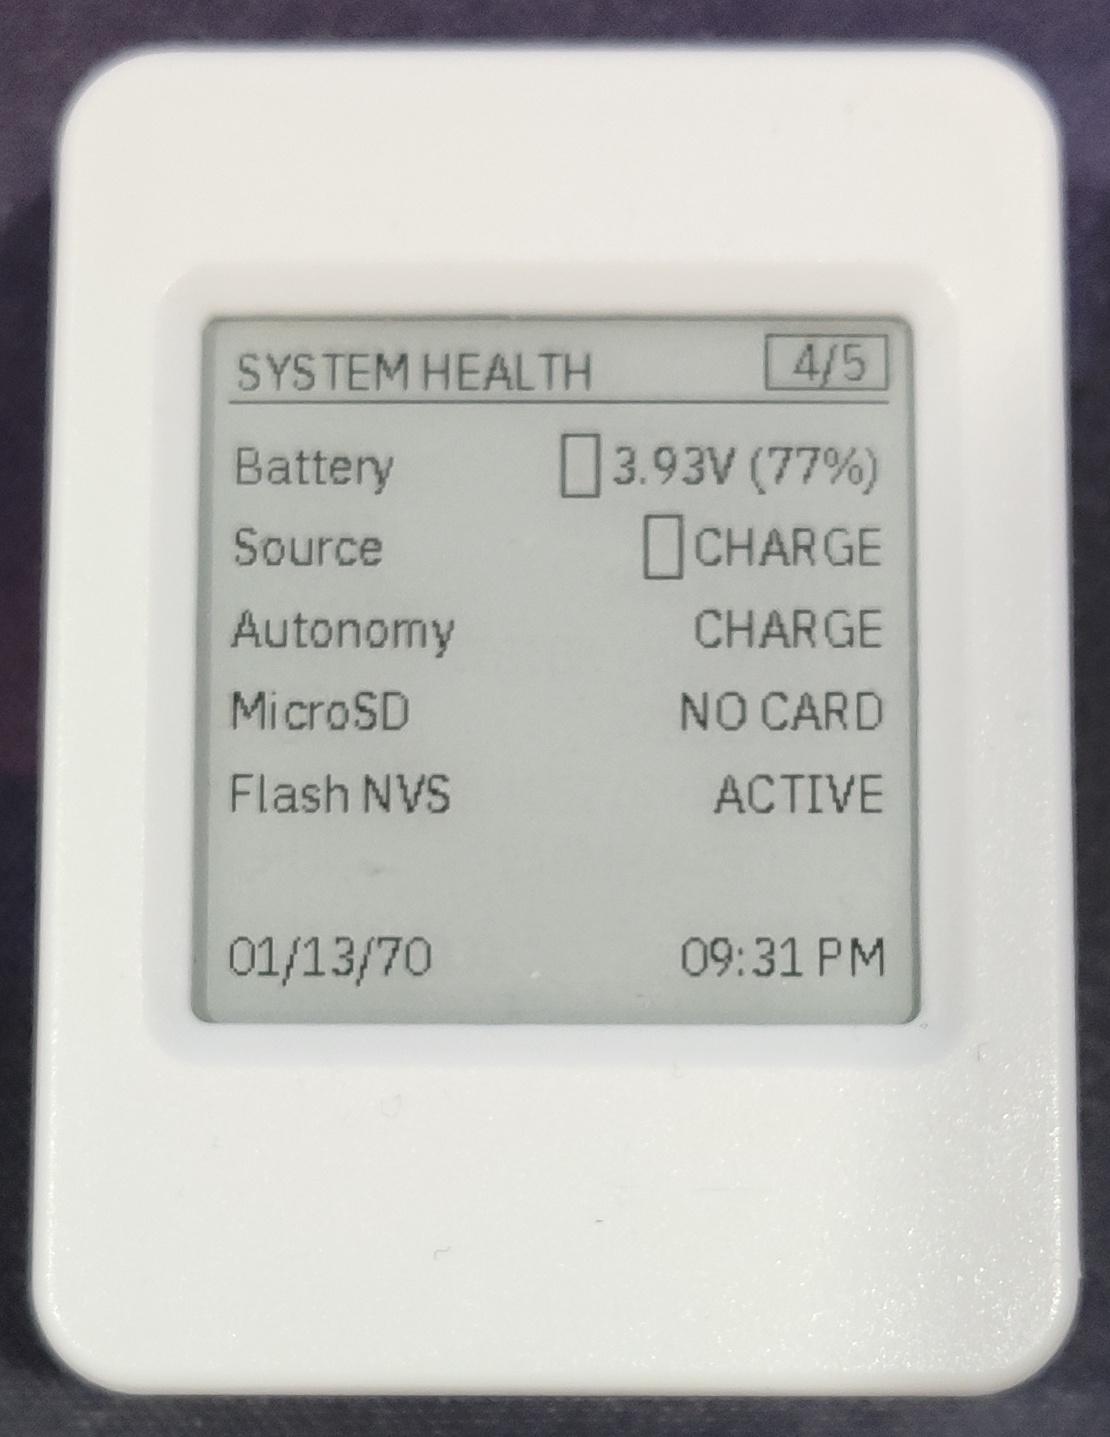 SYSTEM HEALTH 4/5
Battery 3.93V (77%)
Source CHARGE
Autonomy CHARGE
MicroSD NO CARD
Flash NVS ACTIVE
01/13/70 09:31 PM